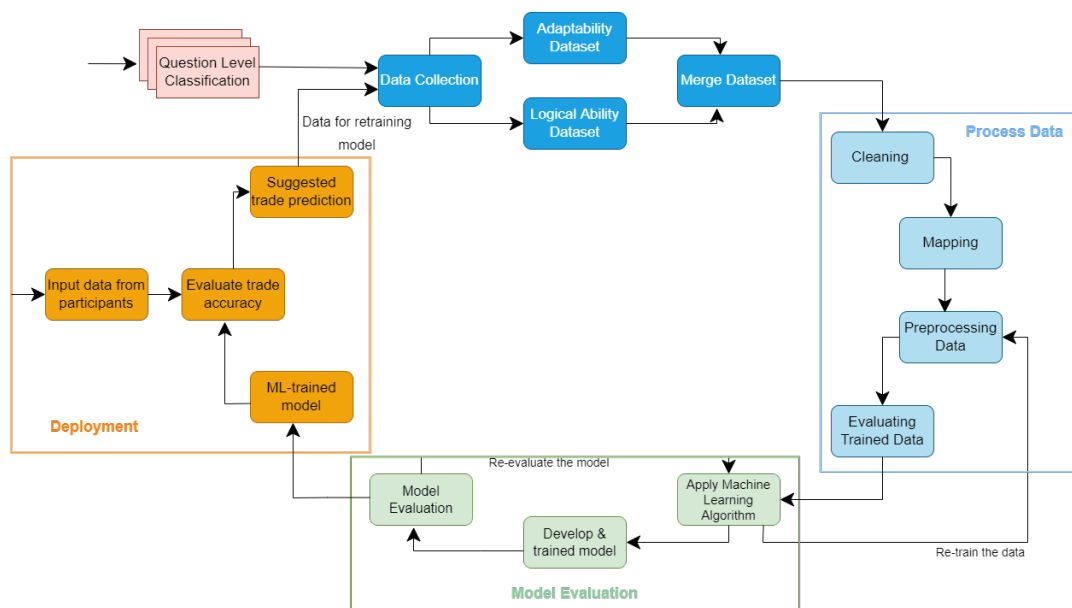 Question Level
Classification
Data Collection
Adaptability
Dataset
Logical Ability
Dataset
Merge Dataset
Data for retraining
model
Process Data
Cleaning
Mapping
Preprocessing
Data
Evaluating
Trained Data
Suggested
trade prediction
Input data from
participants
Evaluate trade
accuracy
ML-trained
model
Deployment
Re-evaluate the model
Model
Evaluation
Apply Machine
Learning
Algorithm
Develop &
trained model
Re-train the data
Model Evaluation